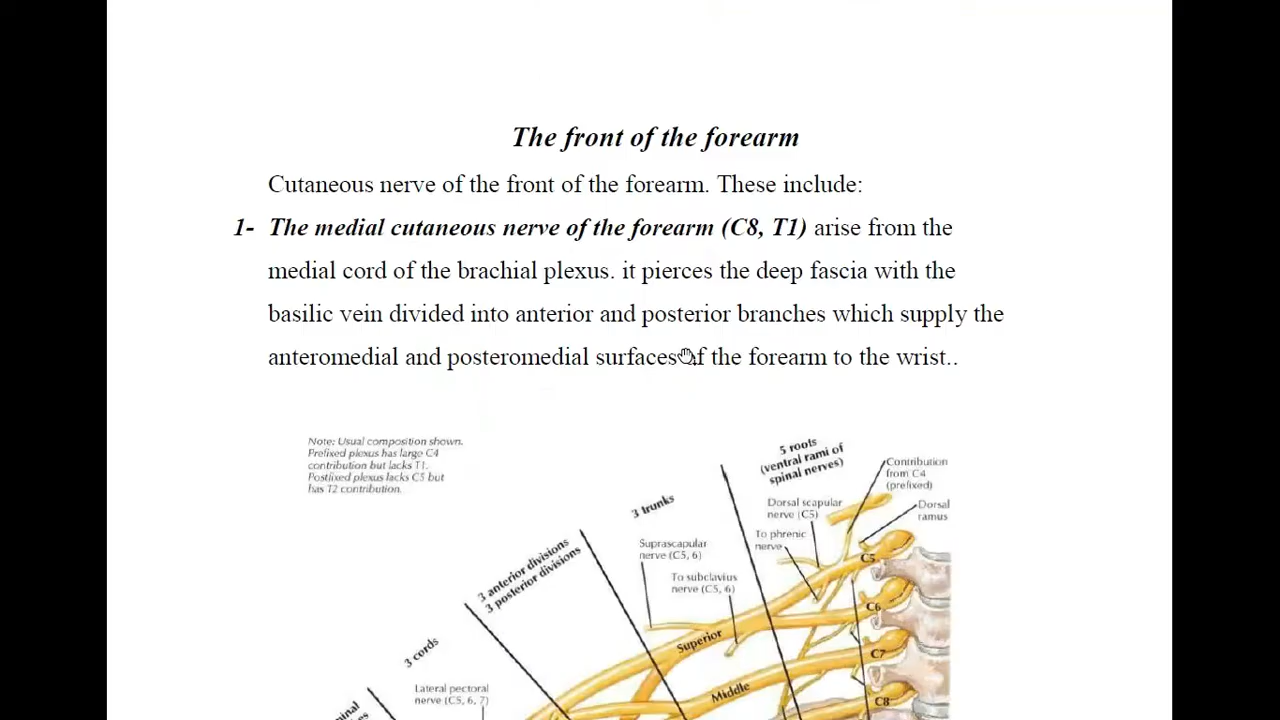 The front of the forearm
Cutaneous nerve of the front of the forearm. These include:
1- The medial cutaneous nerve of the forearm (C8, T1) arise from the
medial cord of the brachial plexus. it pierces the deep fascia with the
basilic vein divided into anterior and posterior branches which supply the
anteromedial and posteromedial surfaces of the forearm to the wrist..
Note: Usual composition shown.
Prefixed plexus has large C4
contribution but lacks T1.
Postfixed plexus lacks C5 but
has T2 contribution.
5 roots
(ventral rami of
spinal nerves)
Contribution
from C4
(prefixed)
Dorsal
ramus
3 trunks
Dorsal scapular
nerve (C5)
To phrenic
nerve
3 anterior divisions
3 posterior divisions
Suprascapular
nerve (C5, 6)
To subclavius
nerve (C5, 6)
C5
C6
Superior
3 cords
C7
Lateral pectoral
nerve (C5, 6, 7)
Middle
C8